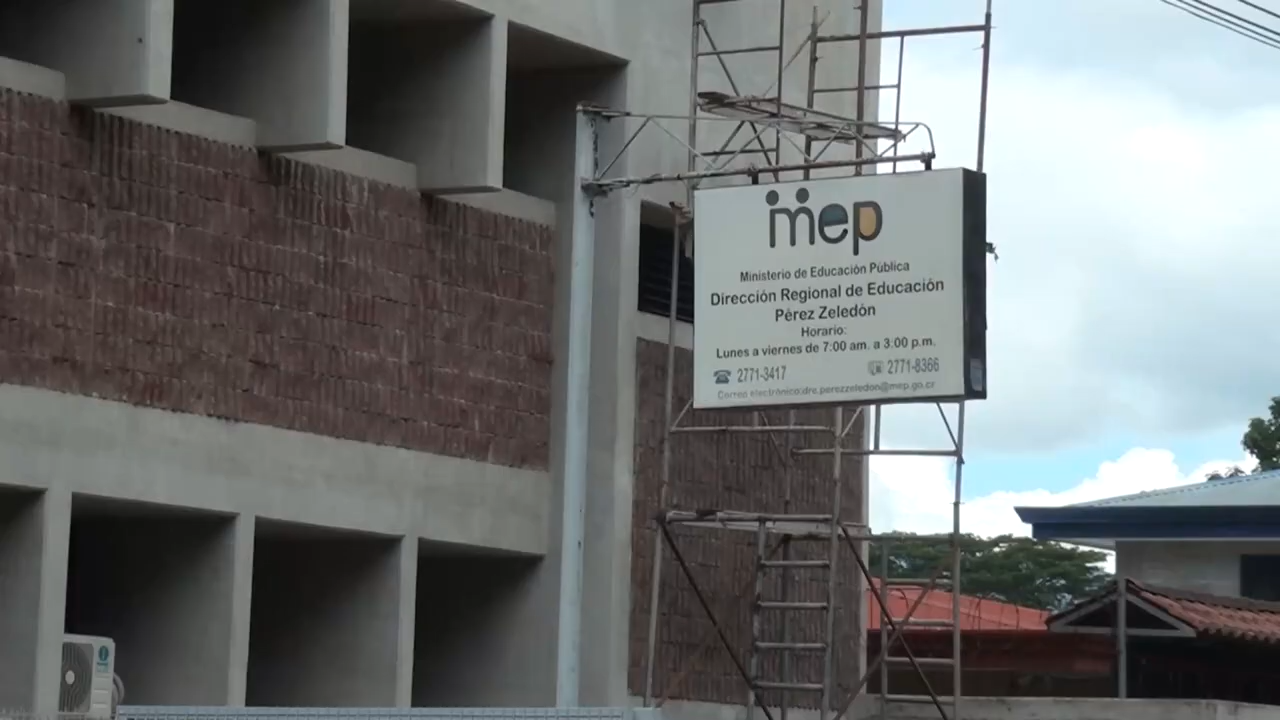 mep
Ministerio de Educación Pública
Dirección Regional de Educación
Pérez Zeledón
Horario:
Lunes a viernes de 7:00 am. a 3:00 p.m.
2771-3417 2771-8366
Correo electrónico:dre.perezzeledon@mep.go.cr